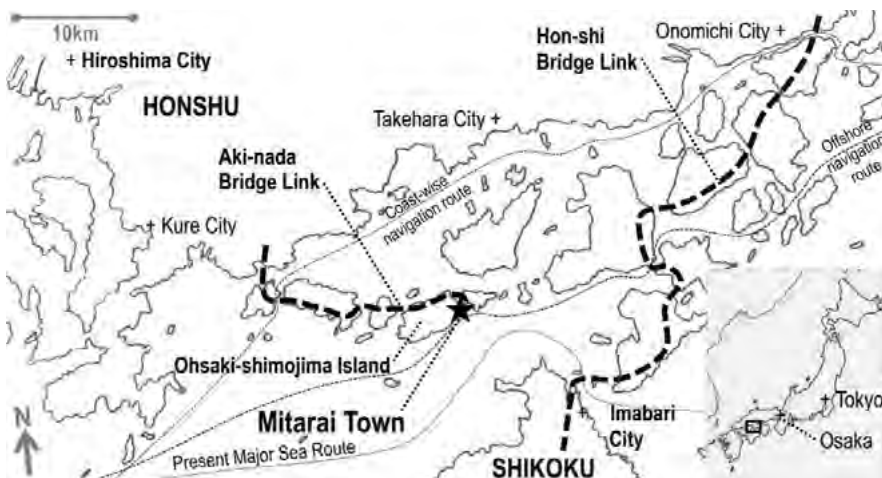 10km
+ Hiroshima City
HONSHU
Onomichi City +
Hon-shi
Bridge Link
Takehara City +
Aki-nada
Bridge Link
Coast-wise
navigation route
Offshore
navigation
route
+ Kure City
Ohsaki-shimojima Island
Mitarai Town
N
Present Major Sea Route
+ Imabari
City
SHIKOKU
+ Tokyo
+ Osaka